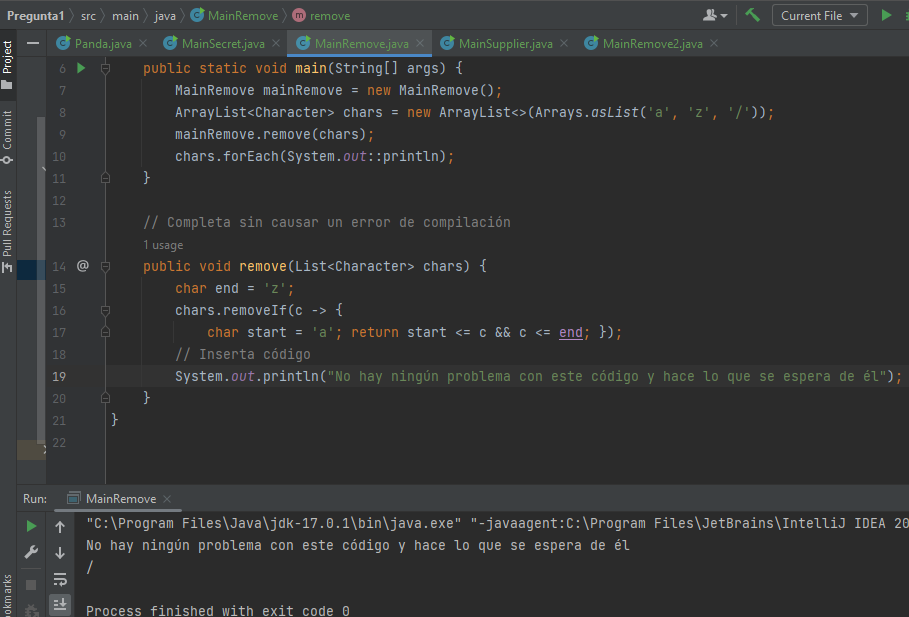 Pregunta1 src main java MainRemove remove Current File
Panda.java MainSecret.java MainRemove.java MainSupplier.java MainRemove2.java
Project
Commit
Pull Requests
6 public static void main(String[] args) {
7 MainRemove mainRemove = new MainRemove();
8 ArrayList<Character> chars = new ArrayList<>(Arrays.asList('a', 'z', '/'));
9 mainRemove.remove(chars);
10 chars.forEach(System.out::println);
11 }
12
13 // Completa sin causar un error de compilación
1 usage
14 @ public void remove(List<Character> chars) {
15 char end = 'z';
16 chars.removeIf(c -> {
17 char start = 'a'; return start <= c && c <= end; });
18 // Inserta código
19 System.out.println("No hay ningún problema con este código y hace lo que se espera de él");
20 }
21 }
22
Run: MainRemove
"C:\Program Files\Java\jdk-17.0.1\bin\java.exe" "-javaagent:C:\Program Files\JetBrains\IntelliJ IDEA 20
No hay ningún problema con este código y hace lo que se espera de él
/
Process finished with exit code 0